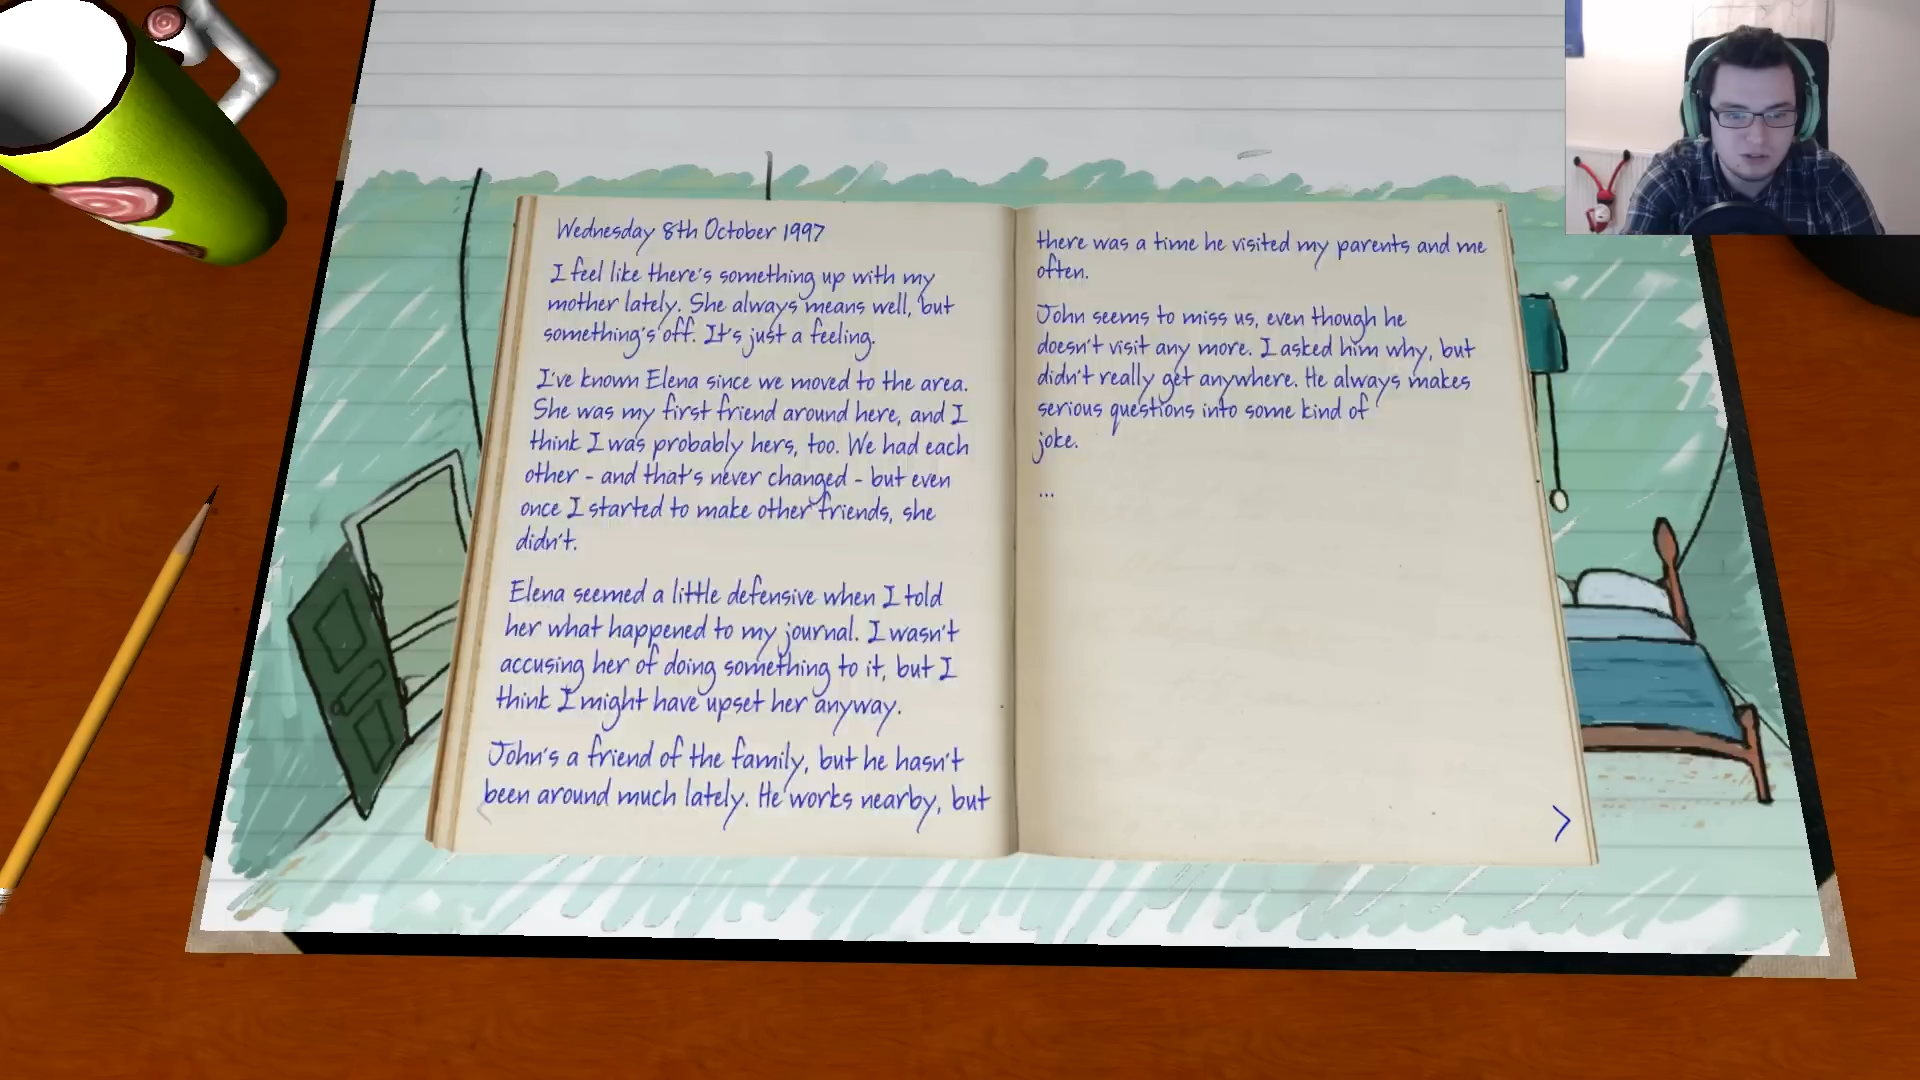 Wednesday 8th October 1997
I feel like there's something up with my
mother lately. She always means well, but
something's off. It's just a feeling.
I've known Elena since we moved to the area.
She was my first friend around here, and I
think I was probably hers, too. We had each
other - and that's never changed - but even
once I started to make other friends, she
didn't.
Elena seemed a little defensive when I told
her what happened to my journal. I wasn't
accusing her of doing something to it, but I
think I might have upset her anyway.
John's a friend of the family, but he hasn't
been around much lately. He works nearby, but
there was a time he visited my parents and me
often.
John seems to miss us, even though he
doesn't visit any more. I asked him why, but
didn't really get anywhere. He always makes
serious questions into some kind of
joke.
...